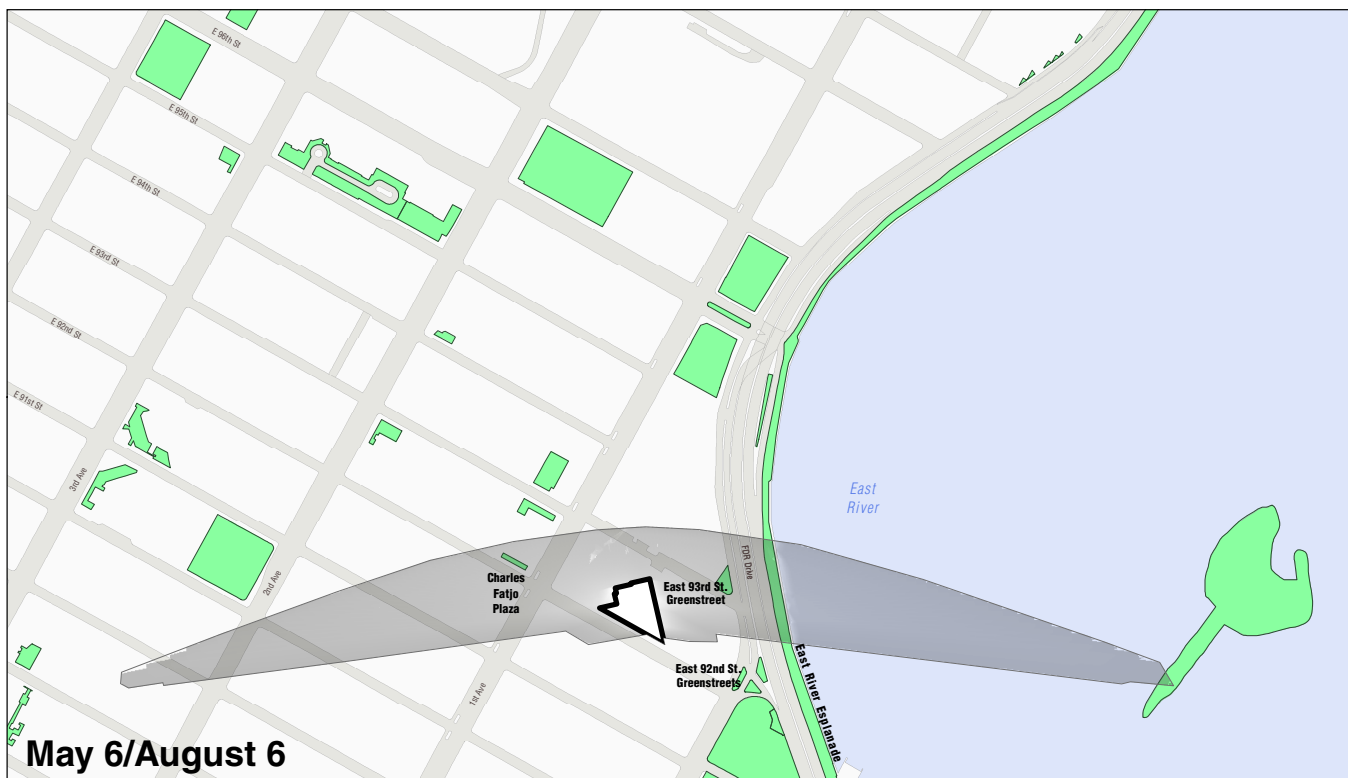 E 96th St
E 95th St
E 94th St
E 93rd St
E 92nd St
E 91st St
3rd Ave
2nd Ave
1st Ave
East
River
FDR Drive
Charles
Fatjo
Plaza
East 93rd St.
Greenstreet
East 92nd St.
Greenstreets
East River Esplanade
May 6/August 6